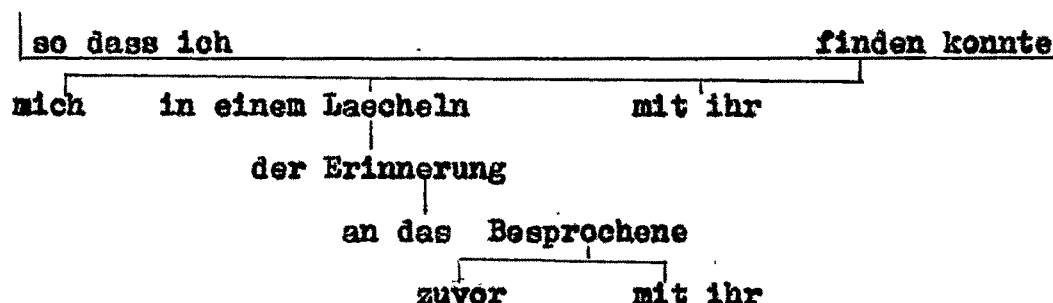 so dass ich finden konnte
mich in einem Laecheln mit ihr
der Erinnerung
an das Besprochene
zuvor mit ihr